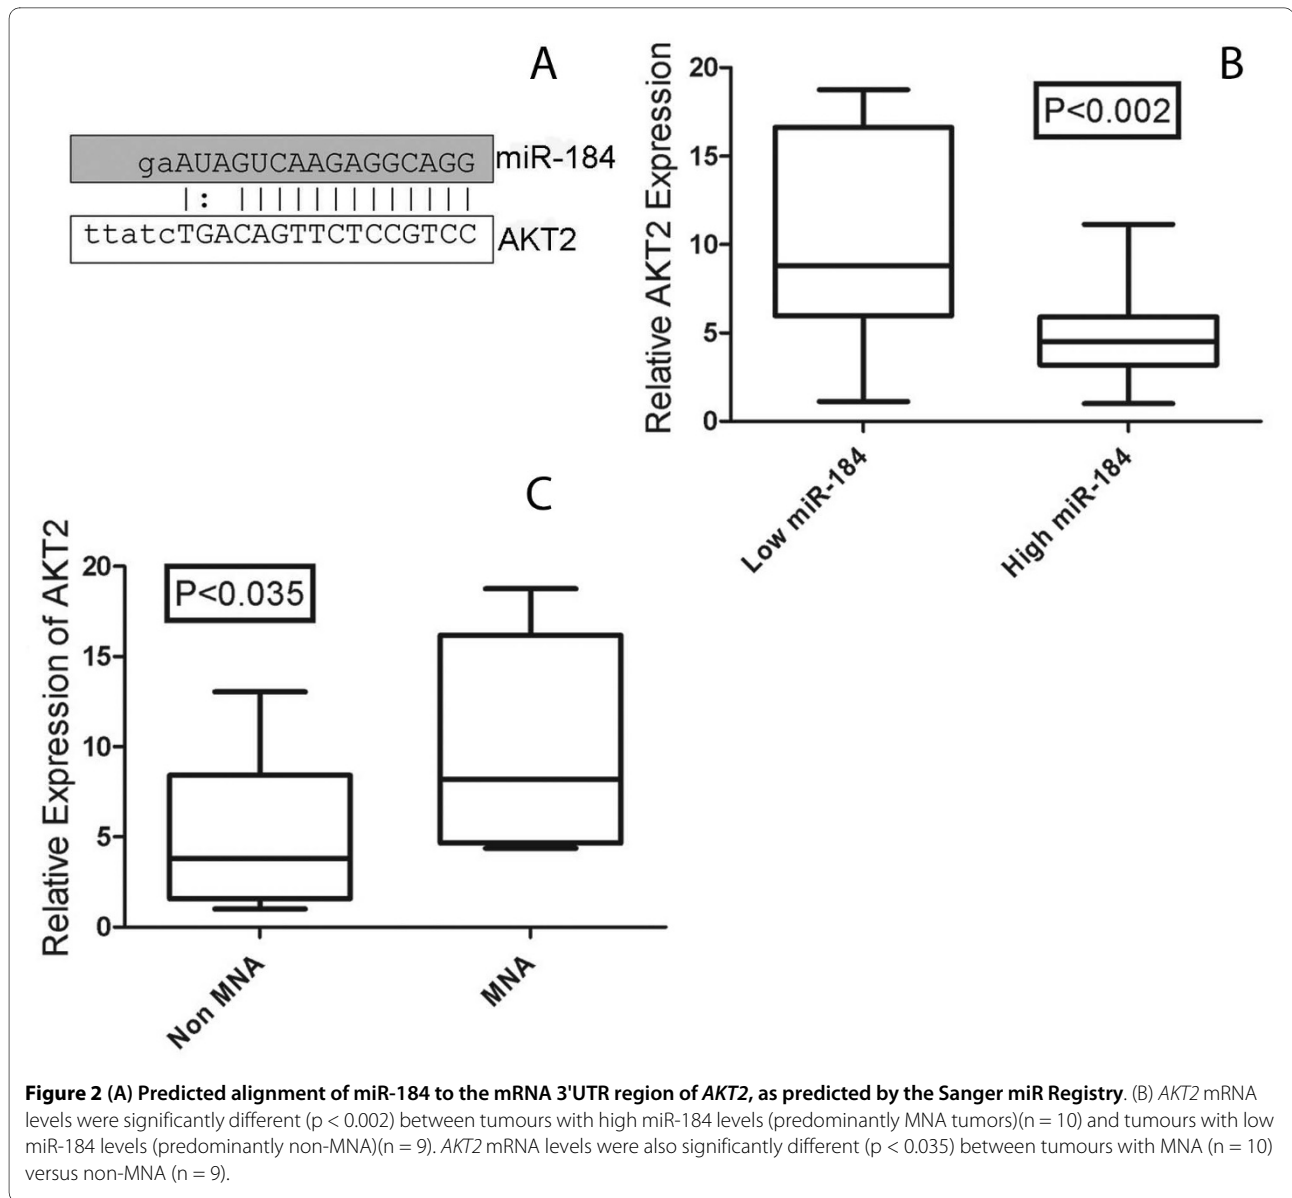 A
gaAUAGUCAAGAGGCAGG miR-184
|: |||||||||||||
ttatcTGACAGTTCTCCGTCC AKT2
B
Relative AKT2 Expression
20
15
10
5
0
P<0.002
Low miR-184
High miR-184
C
Relative Expression of AKT2
20
15
10
5
0
P<0.035
Non MNA
MNA
Figure 2 (A) Predicted alignment of miR-184 to the mRNA 3'UTR region of AKT2, as predicted by the Sanger miR Registry. (B) AKT2 mRNA
levels were significantly different (p < 0.002) between tumours with high miR-184 levels (predominantly MNA tumors)(n = 10) and tumours with low
miR-184 levels (predominantly non-MNA)(n = 9). AKT2 mRNA levels were also significantly different (p < 0.035) between tumours with MNA (n = 10)
versus non-MNA (n = 9).